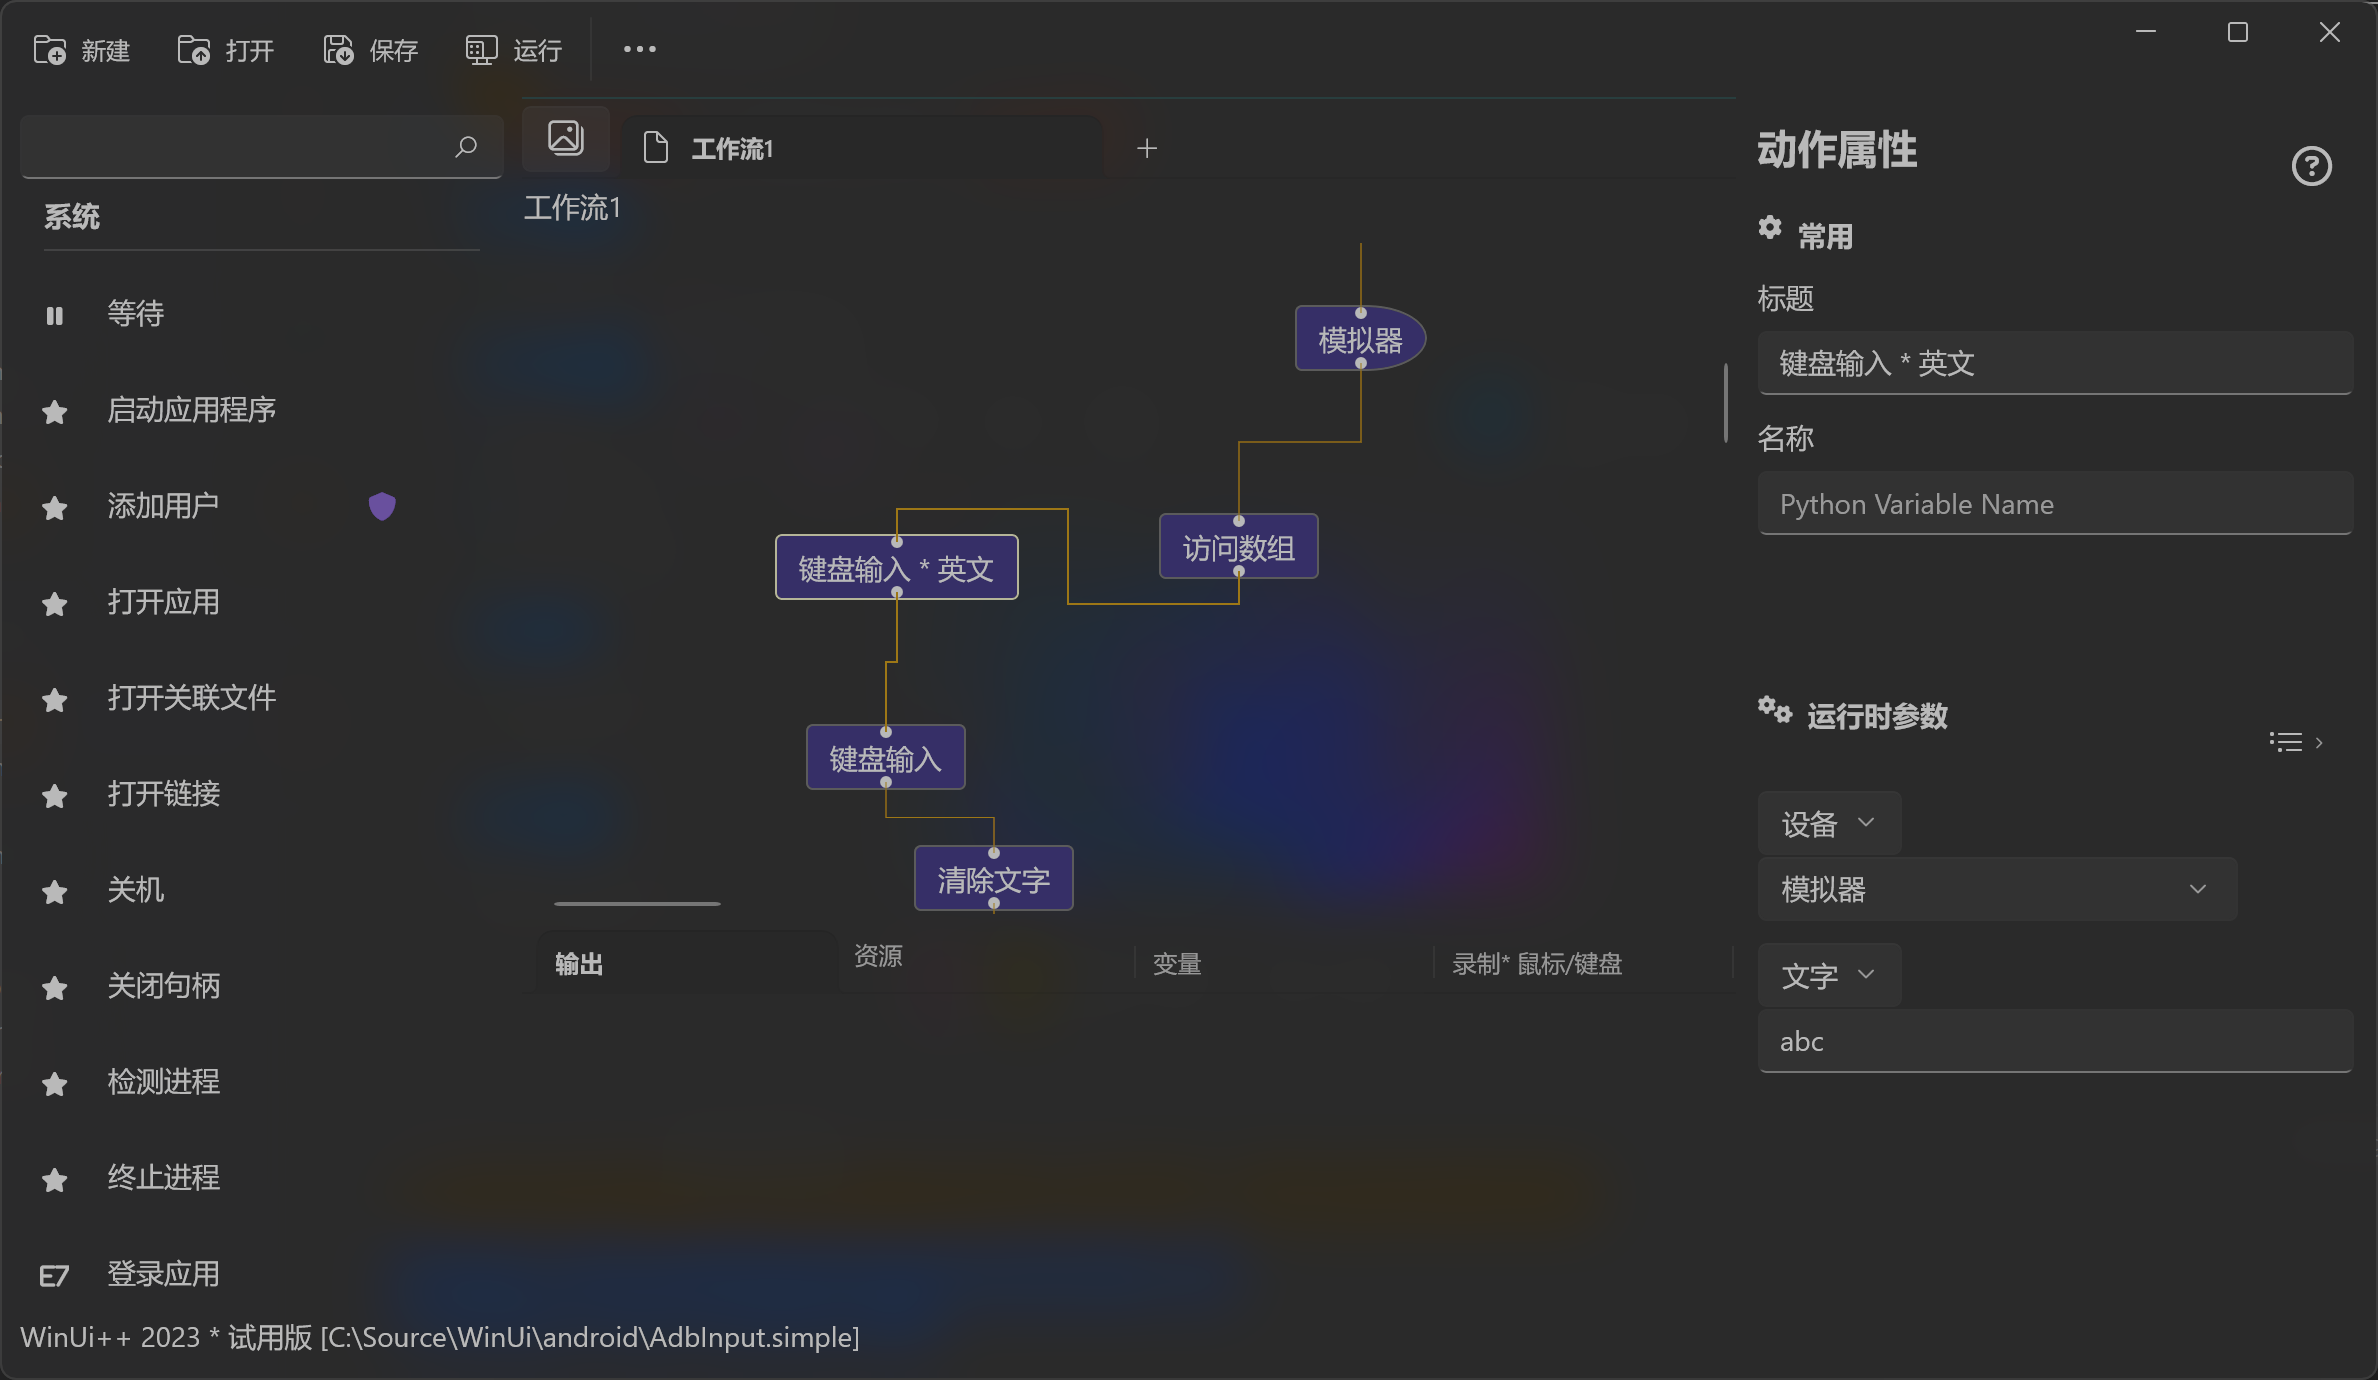 新建
打开
保存
运行
工作流1
系统
等待
启动应用程序
添加用户
打开应用
打开关联文件
打开链接
关机
关闭句柄
检测进程
终止进程
登录应用
工作流1
模拟器
访问数组
键盘输入 * 英文
键盘输入
清除文字
输出
资源
变量
录制* 鼠标/键盘
动作属性
常用
标题
键盘输入 * 英文
名称
Python Variable Name
运行时参数
设备
模拟器
文字
abc
WinUi++ 2023 * 试用版 [C:\Source\WinUi\android\AdbInput.simple]